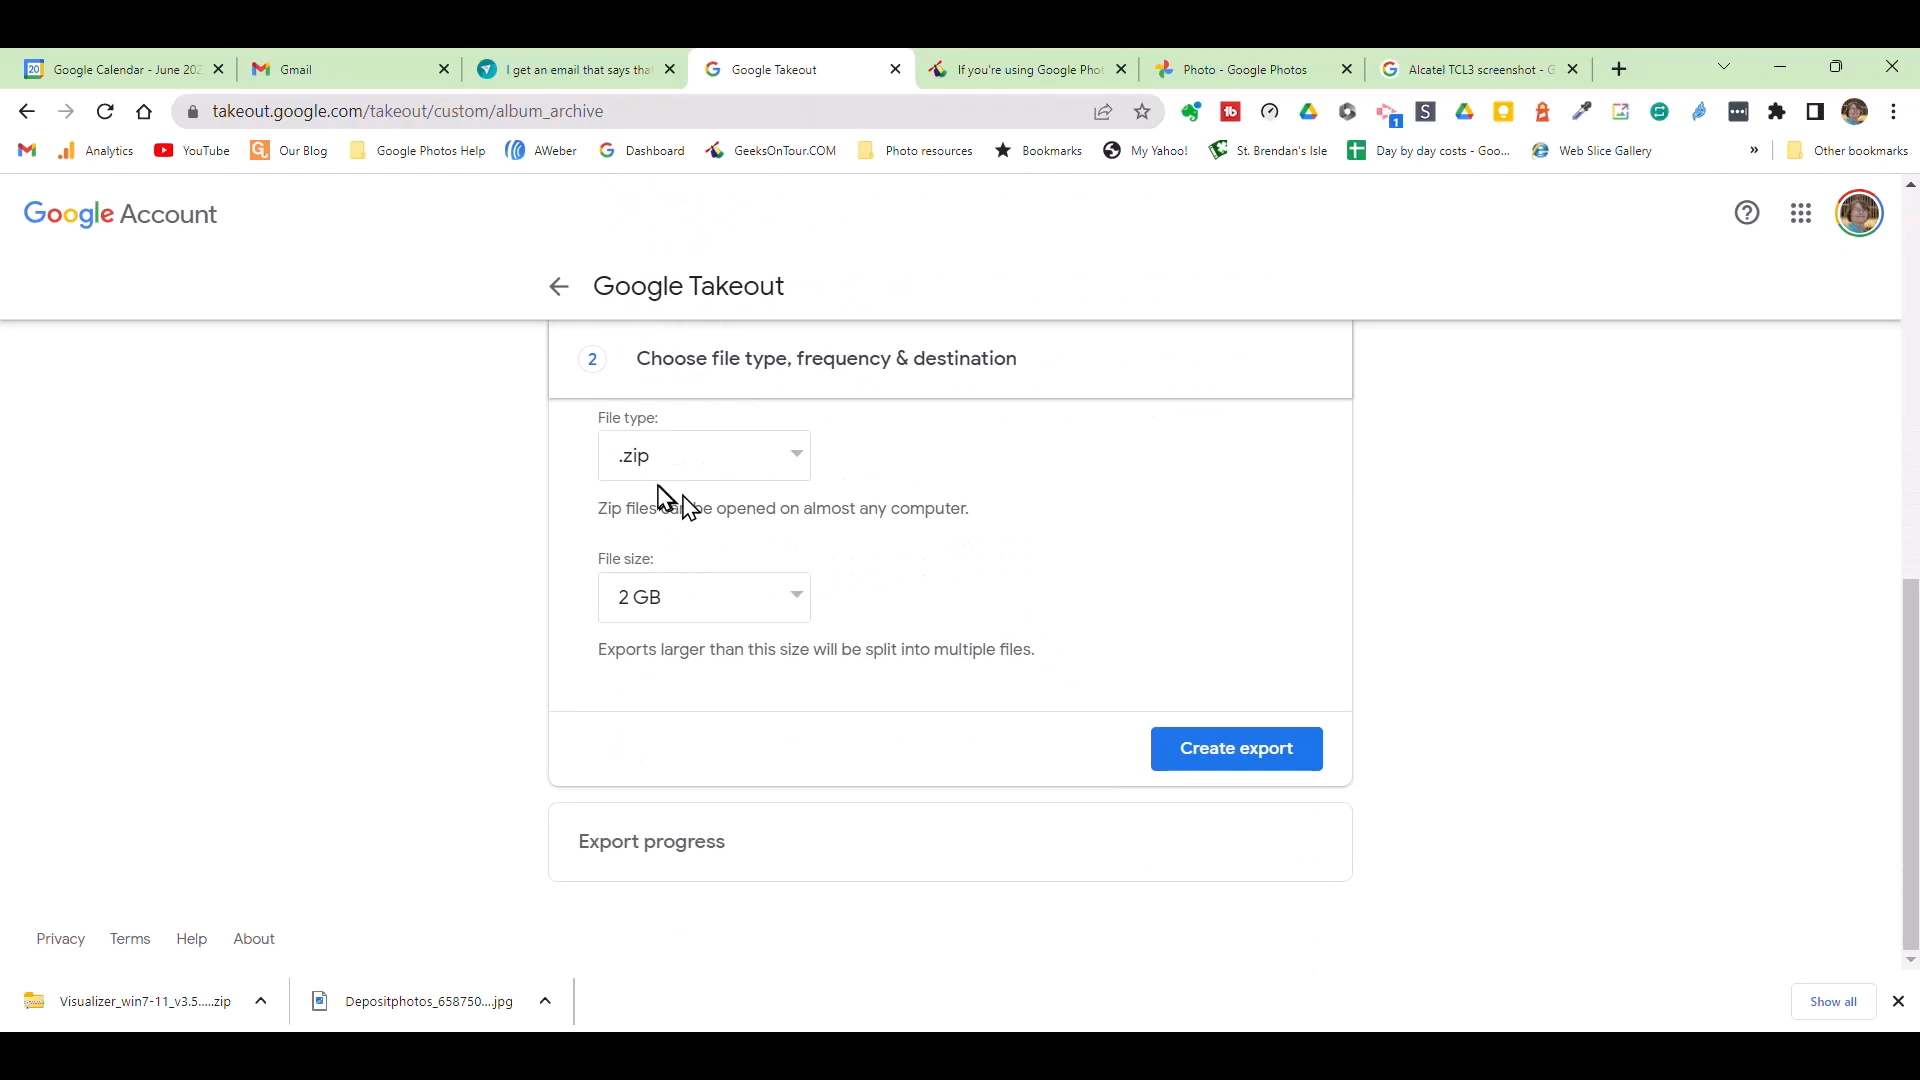 Google Calendar - June 202
Gmail
I get an email that says tha
Google Takeout
If you're using Google Phot
Photo - Google Photos
Alcatel TCL3 screenshot - G
takeout.google.com/takeout/custom/album_archive
Analytics
YouTube
Our Blog
Google Photos Help
AWeber
Dashboard
GeeksOnTour.COM
Photo resources
Bookmarks
My Yahoo!
St. Brendan's Isle
Day by day costs - Goo...
Web Slice Gallery
»
Other bookmarks
Google Account
Google Takeout
2 Choose file type, frequency & destination
File type:
.zip
Zip files be opened on almost any computer.
File size:
2 GB
Exports larger than this size will be split into multiple files.
Create export
Export progress
Privacy Terms Help About
Visualizer_win7-11_v3.5.....zip
Depositphotos_658750....jpg
Show all